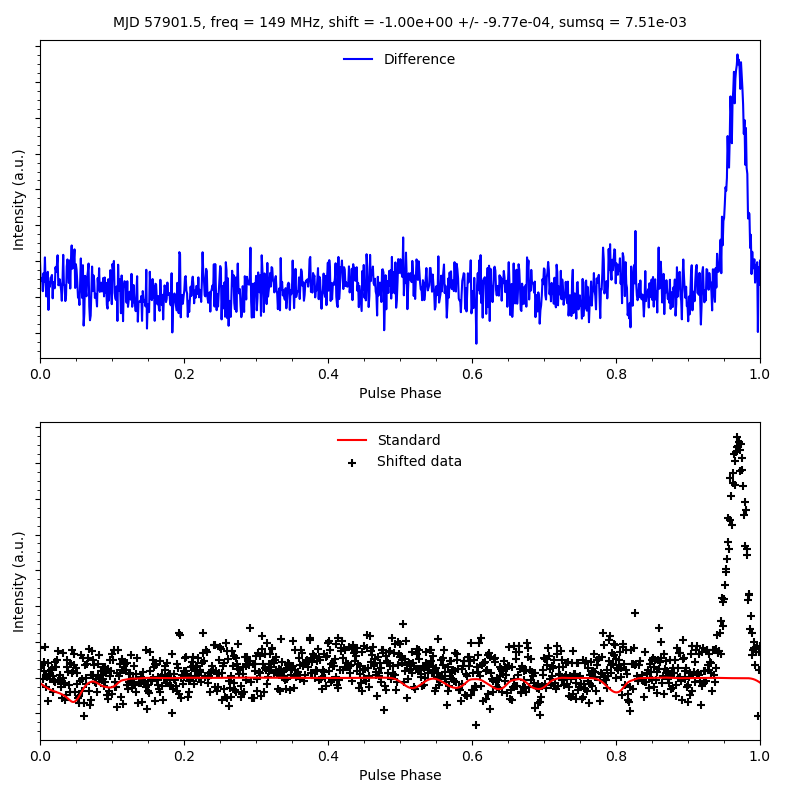 MJD 57901.5, freq = 149 MHz, shift = -1.00e+00 +/- -9.77e-04, sumsq = 7.51e-03
Difference
Intensity (a.u.)
0.0 0.2 0.4 0.6 0.8 1.0
Pulse Phase
Standard
Shifted data
Intensity (a.u.)
0.0 0.2 0.4 0.6 0.8 1.0
Pulse Phase